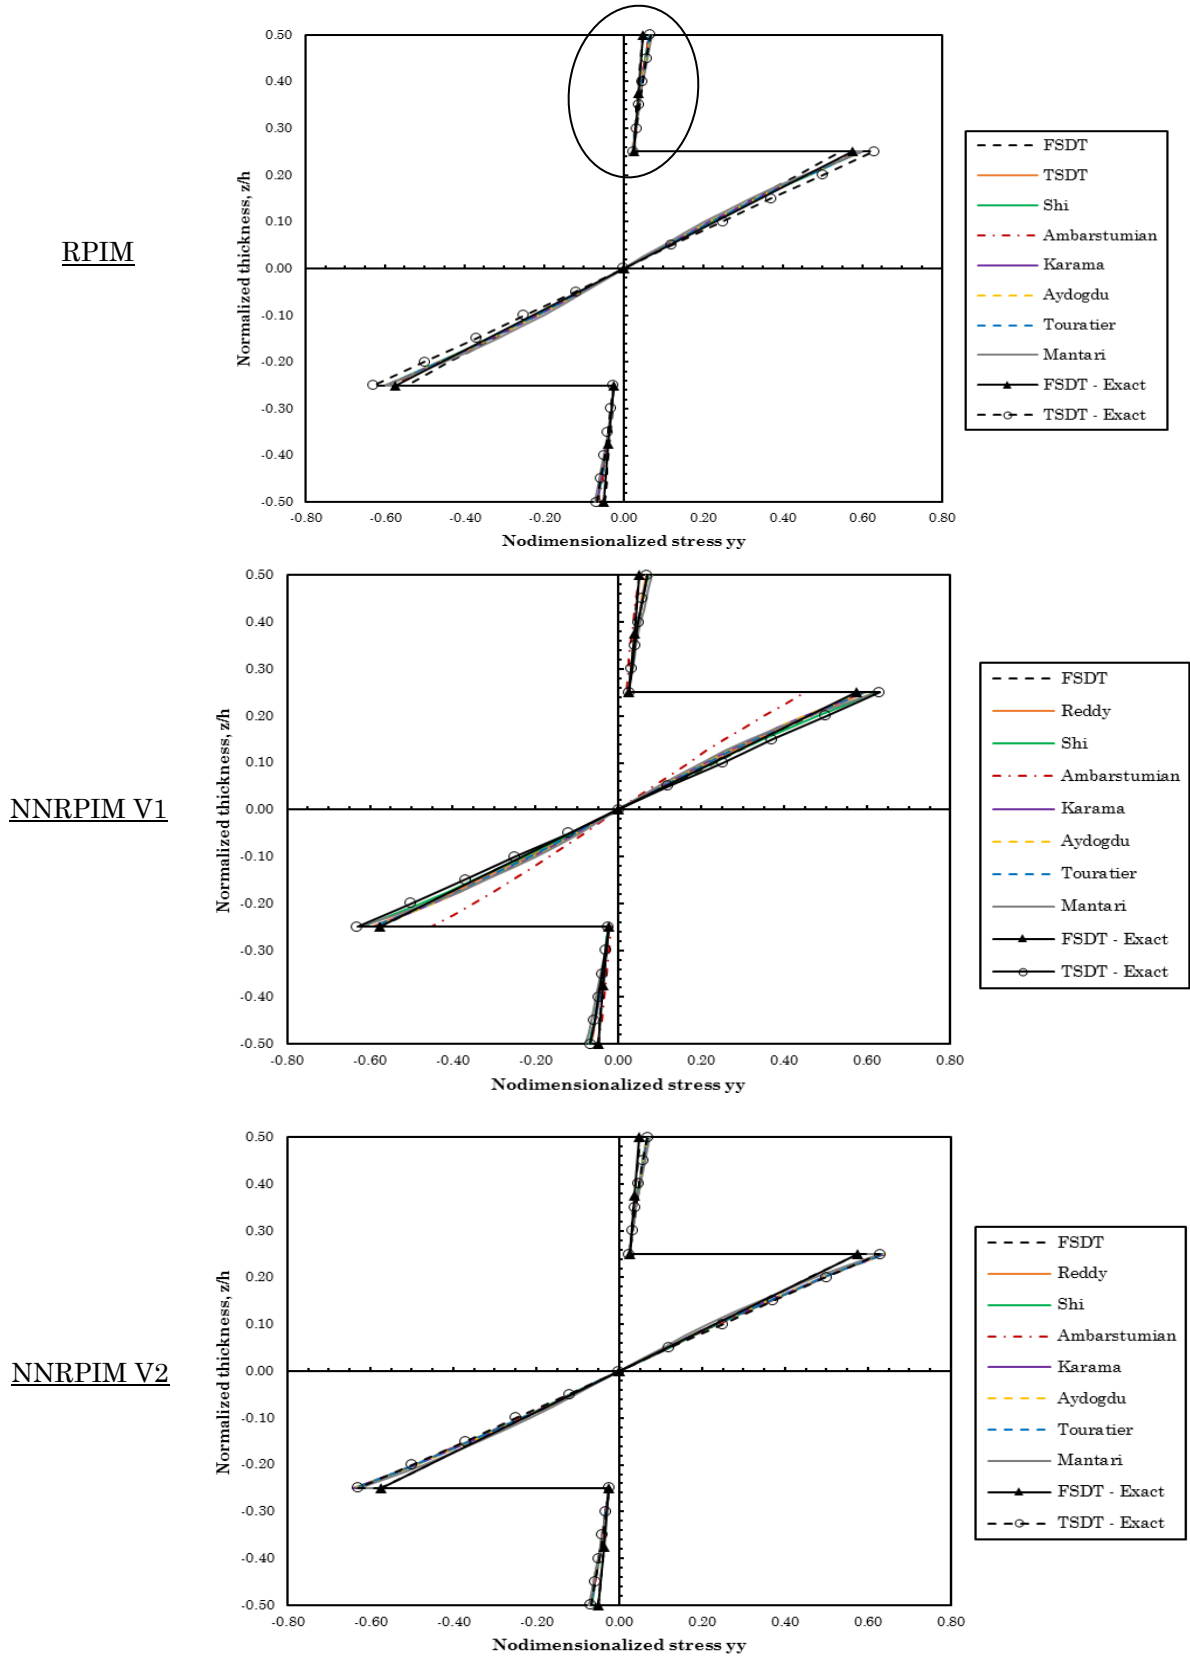 RPIM
Normalized thickness, z/h
0.50
0.40
0.30
0.20
0.10
0.00
-0.10
-0.20
-0.30
-0.40
-0.50
-0.80 -0.60 -0.40 -0.20 0.00 0.20 0.40 0.60 0.80
Nodimensionalized stress yy
FSDT
TSDT
Shi
Ambarstumian
Karama
Aydogdu
Touratier
Mantari
FSDT - Exact
TSDT - Exact
NNRPIM V1
Normalized thickness, z/h
0.50
0.40
0.30
0.20
0.10
0.00
-0.10
-0.20
-0.30
-0.40
-0.50
-0.80 -0.60 -0.40 -0.20 0.00 0.20 0.40 0.60 0.80
Nodimensionalized stress yy
FSDT
Reddy
Shi
Ambarstumian
Karama
Aydogdu
Touratier
Mantari
FSDT - Exact
TSDT - Exact
NNRPIM V2
Normalized thickness, z/h
0.50
0.40
0.30
0.20
0.10
0.00
-0.10
-0.20
-0.30
-0.40
-0.50
-0.80 -0.60 -0.40 -0.20 0.00 0.20 0.40 0.60 0.80
Nodimensionalized stress yy
FSDT
Reddy
Shi
Ambarstumian
Karama
Aydogdu
Touratier
Mantari
FSDT - Exact
TSDT - Exact